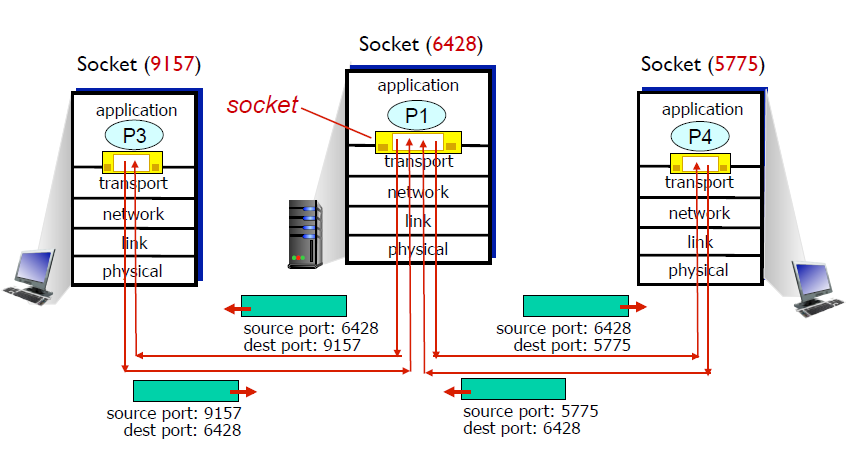 Socket (9157)
application
P3
transport
network
link
physical
socket
Socket (6428)
application
P1
transport
network
link
physical
Socket (5775)
application
P4
transport
network
link
physical
source port: 6428
dest port: 9157
source port: 6428
dest port: 5775
source port: 9157
dest port: 6428
source port: 5775
dest port: 6428